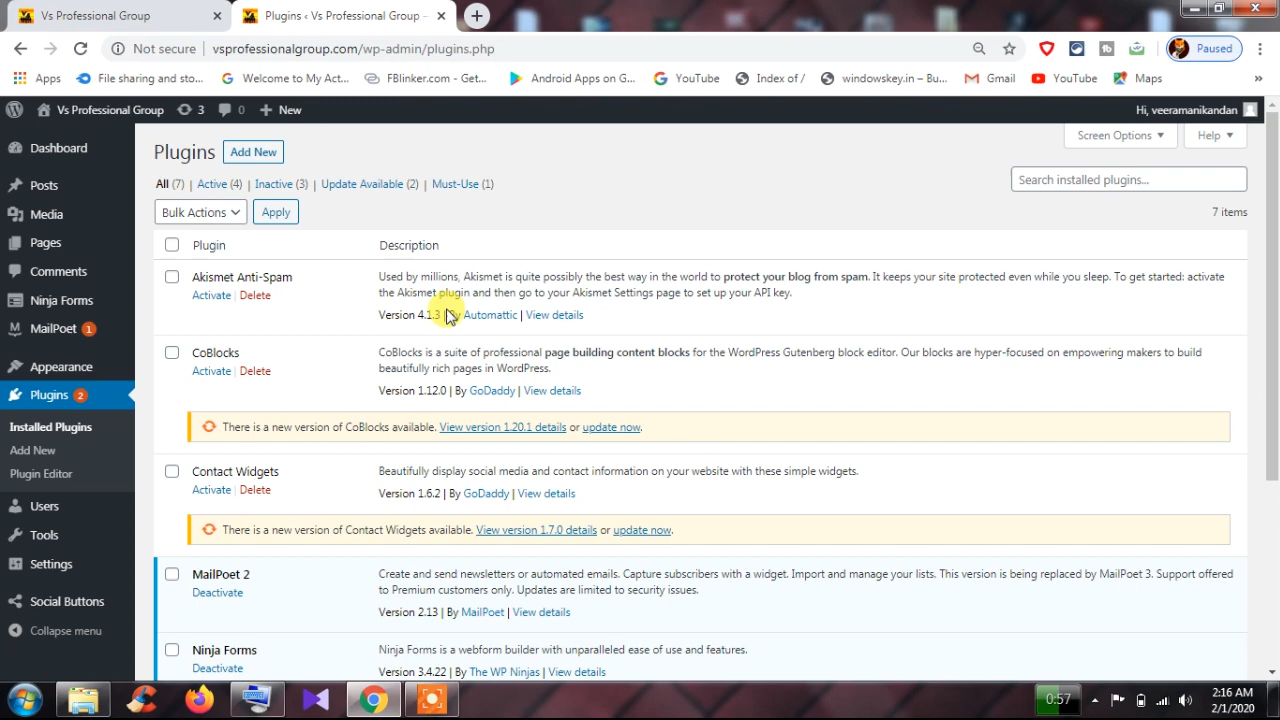 Vs Professional Group
Plugins ‹ Vs Professional Group –
Not secure
vsprofessionalgroup.com/wp-admin/plugins.php
Paused
Apps
File sharing and sto...
Welcome to My Act...
FBlinker.com - Get...
Android Apps on G...
YouTube
Index of /
windowskey.in – Bu...
Gmail
YouTube
Maps
»
Vs Professional Group
3
0
New
Hi, veeramanikandan
Dashboard
Posts
Media
Pages
Comments
Ninja Forms
MailPoet 1
Appearance
Plugins 2
Installed Plugins
Add New
Plugin Editor
Users
Tools
Settings
Social Buttons
Collapse menu
Screen Options
Help
Plugins Add New
All (7) | Active (4) | Inactive (3) | Update Available (2) | Must-Use (1)
Search installed plugins...
Bulk Actions
Apply
7 items
Plugin
Description
Akismet Anti-Spam
Activate | Delete
Used by millions, Akismet is quite possibly the best way in the world to protect your blog from spam. It keeps your site protected even while you sleep. To get started: activate
the Akismet plugin and then go to your Akismet Settings page to set up your API key.
Version 4.1.3 | By Automattic | View details
CoBlocks
Activate | Delete
CoBlocks is a suite of professional page building content blocks for the WordPress Gutenberg block editor. Our blocks are hyper-focused on empowering makers to build
beautifully rich pages in WordPress.
Version 1.12.0 | By GoDaddy | View details
There is a new version of CoBlocks available. View version 1.20.1 details or update now.
Contact Widgets
Activate | Delete
Beautifully display social media and contact information on your website with these simple widgets.
Version 1.6.2 | By GoDaddy | View details
There is a new version of Contact Widgets available. View version 1.7.0 details or update now.
MailPoet 2
Deactivate
Create and send newsletters or automated emails. Capture subscribers with a widget. Import and manage your lists. This version is being replaced by MailPoet 3. Support offered
to Premium customers only. Updates are limited to security issues.
Version 2.13 | By MailPoet | View details
Ninja Forms
Deactivate
Ninja Forms is a webform builder with unparalleled ease of use and features.
Version 3.4.22 | By The WP Ninjas | View details
0:57
2:16 AM
2/1/2020